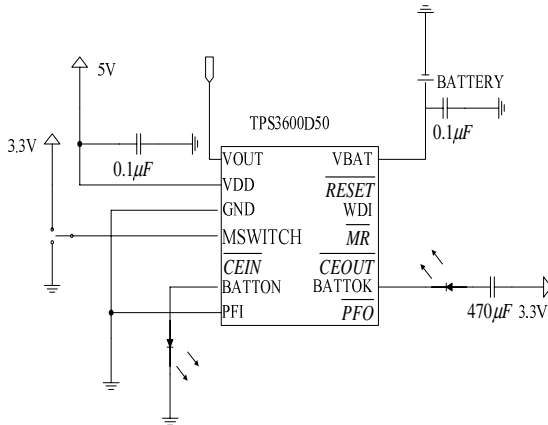 5V
BATTERY
TPS3600D50
3.3V
0.1μF
0.1μF
VOUT VBAT
VDD RESET
GND WDI
MSWITCH MR
CEIN CEOUT
BATTON BATTOK
PFI PFO
470μF 3.3V